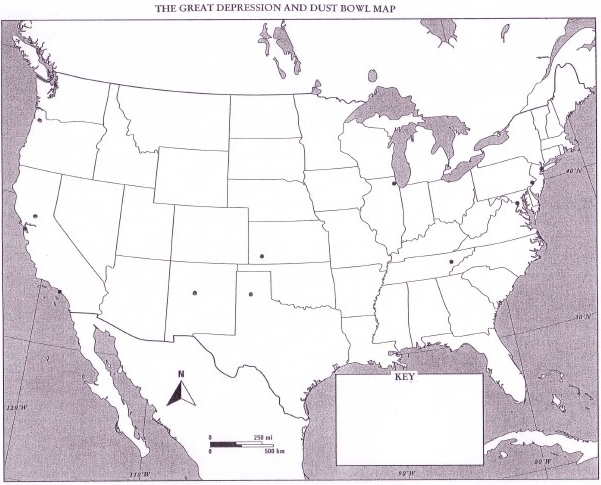 THE GREAT DEPRESSION AND DUST BOWL MAP
40°N
30°N
KEY
N
0 250 mi
0 500 km
120°W
110°W
90°W
80°W